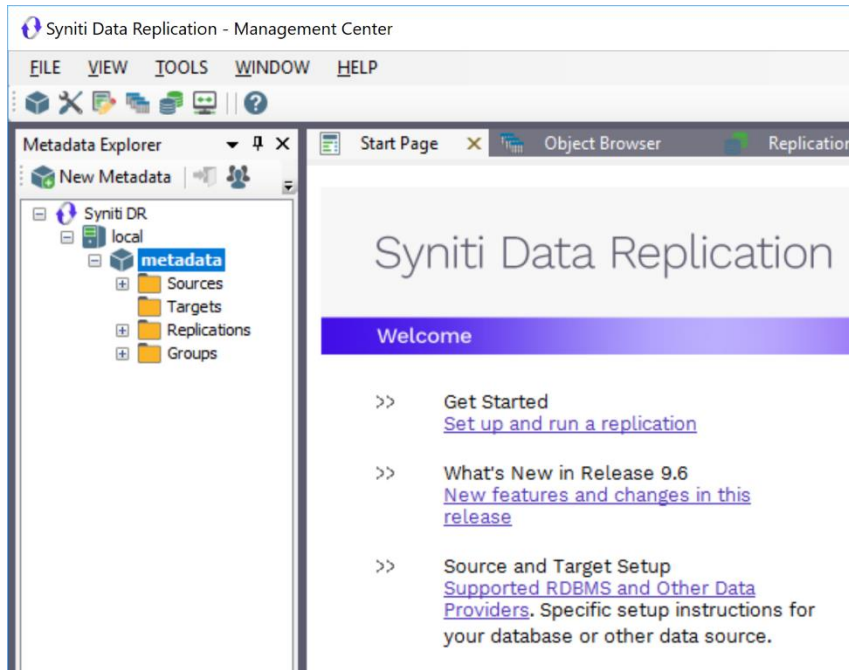 Syniti Data Replication - Management Center
FILE VIEW TOOLS WINDOW HELP
Metadata Explorer
Start Page
Object Browser
Replication
New Metadata
Syniti DR
local
metadata
Sources
Targets
Replications
Groups
Syniti Data Replication
Welcome
>> Get Started
Set up and run a replication
>> What's New in Release 9.6
New features and changes in this
release
>> Source and Target Setup
Supported RDBMS and Other Data
Providers. Specific setup instructions for
your database or other data source.